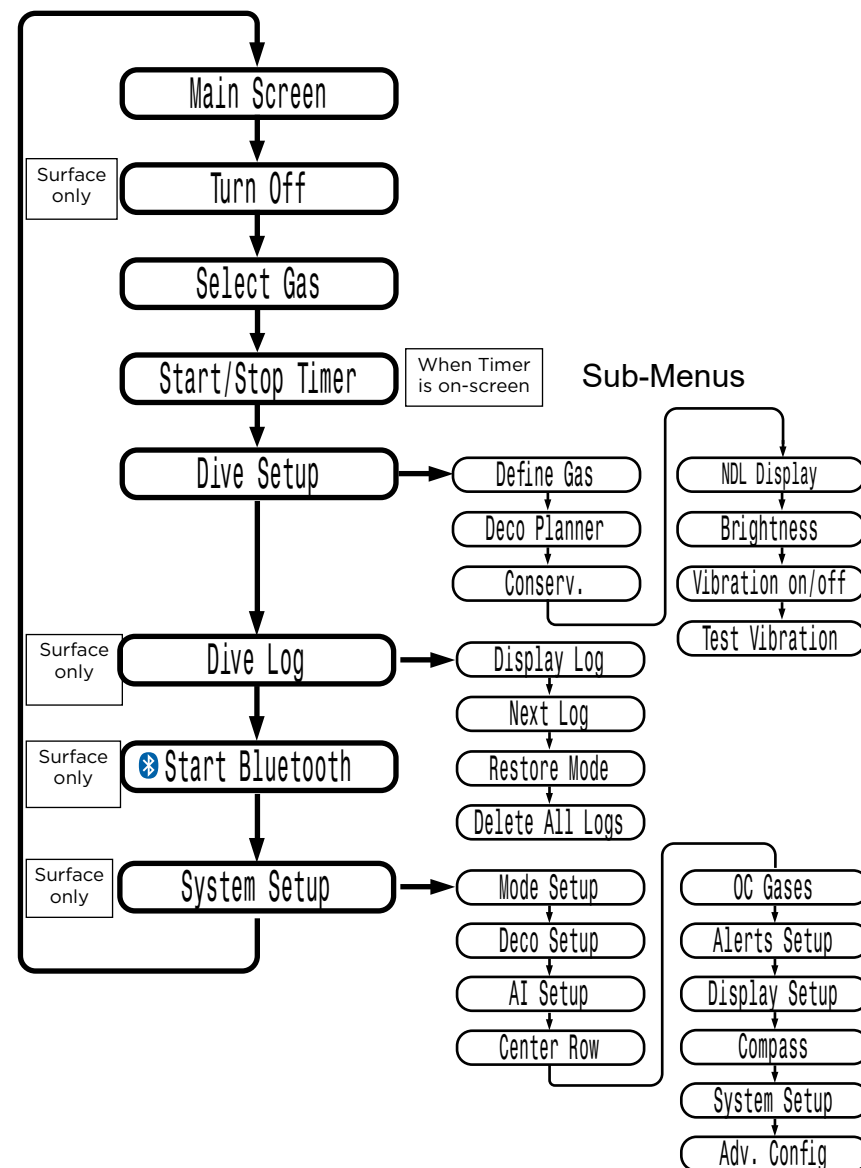 Main Screen
Surface
only
Turn Off
Select Gas
Start/Stop Timer
When Timer
is on-screen
Sub-Menus
Dive Setup
Define Gas
Deco Planner
Conserv.
NDL Display
Brightness
Vibration on/off
Test Vibration
Surface
only
Dive Log
Display Log
Next Log
Restore Mode
Delete All Logs
Surface
only
Start Bluetooth
Surface
only
System Setup
Mode Setup
Deco Setup
AI Setup
Center Row
OC Gases
Alerts Setup
Display Setup
Compass
System Setup
Adv. Config